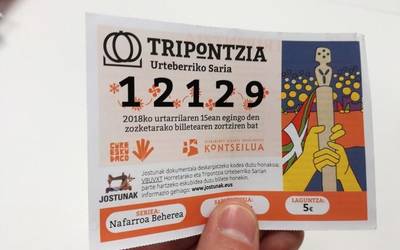 TRIPONTZIA
Urteberriko Saria
12129
2018ko urtarrilaren 15ean egingo den
zozketarako billetearen zortziren bat
KONTSEILUA
Jostunak dokumentala deskargatzeko kodea duzu honakoa:
VBUVXT Horretarako eta Tripontzia Urteberriko Sarian
parte hartzeko eskubidea duzu billete honekin.
informazio gehiago: www.jostunak.eus
JOSTUNAK
SERIEA:
Nafarroa Beherea
LAGUNTZA:
5€